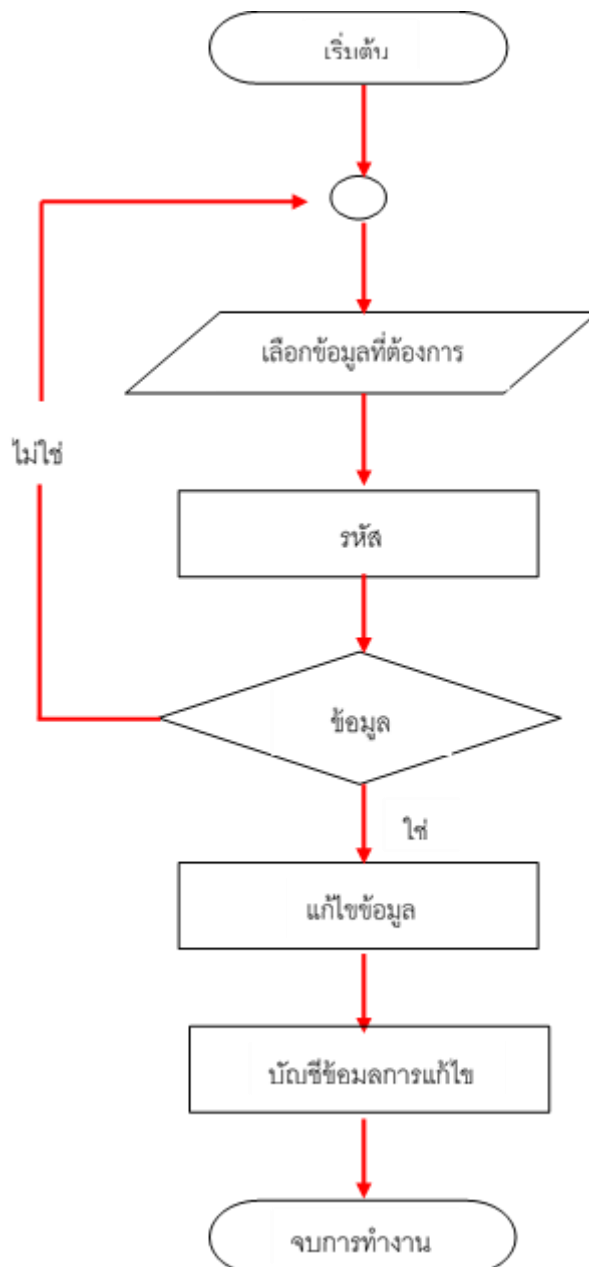 เริ่มต้น
เลือกข้อมูลที่ต้องการ
ไม่ใช่
รหัส
ข้อมูล
ใช่
แก้ไขข้อมูล
บัญชีข้อมลการแก้ไข
จบการทำงาน